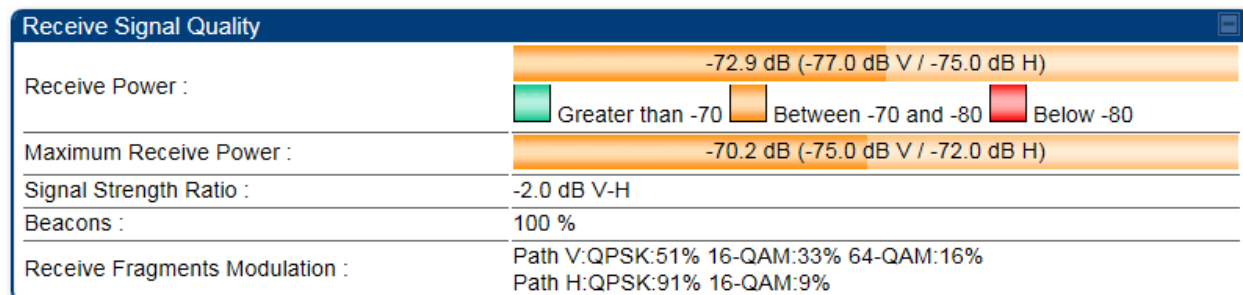 Receive Signal Quality
Receive Power :
-72.9 dB (-77.0 dB V / -75.0 dB H)
Greater than -70 Between -70 and -80 Below -80
Maximum Receive Power :
-70.2 dB (-75.0 dB V / -72.0 dB H)
Signal Strength Ratio :
-2.0 dB V-H
Beacons :
100 %
Receive Fragments Modulation :
Path V:QPSK:51% 16-QAM:33% 64-QAM:16%
Path H:QPSK:91% 16-QAM:9%